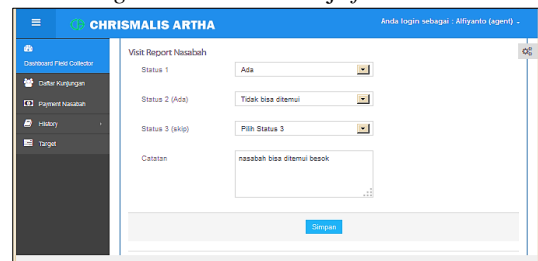 CHRISMALIS ARTHA
Anda login sebagai : Alfiyanto (agent)
Dashboard Field Collector
Daftar Kunjungan
Payment Nasabah
History
Target
Visit Report Nasabah
Status 1
Ada
Status 2 (Ada)
Tidak bisa ditemui
Status 3 (skip)
Pilih Status 3
Catatan
nasabah bisa ditemui besok
Simpan